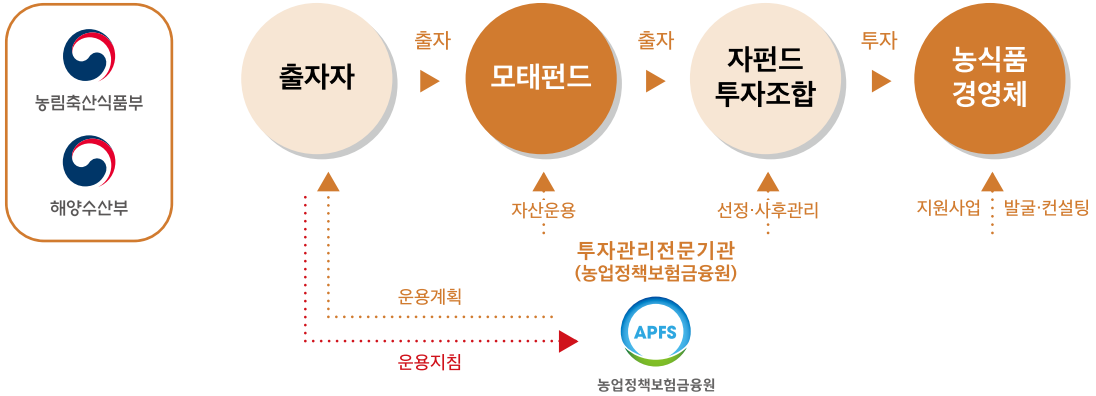 농림축산식품부
해양수산부
출자자
출자
모태펀드
출자
자펀드
투자조합
투자
농식품
경영체
자산운용
선정·사후관리
지원사업
발굴·컨설팅
투자관리전문기관
(농업정책보험금융원)
운용계획
운용지침
APFS
농업정책보험금융원